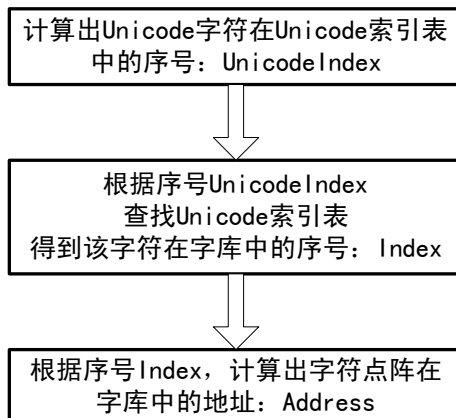 计算出Unicode字符在Unicode索引表
中的序号：UnicodeIndex
根据序号UnicodeIndex
查找Unicode索引表
得到该字符在字库中的序号：Index
根据序号Index，计算出字符点阵在
字库中的地址：Address